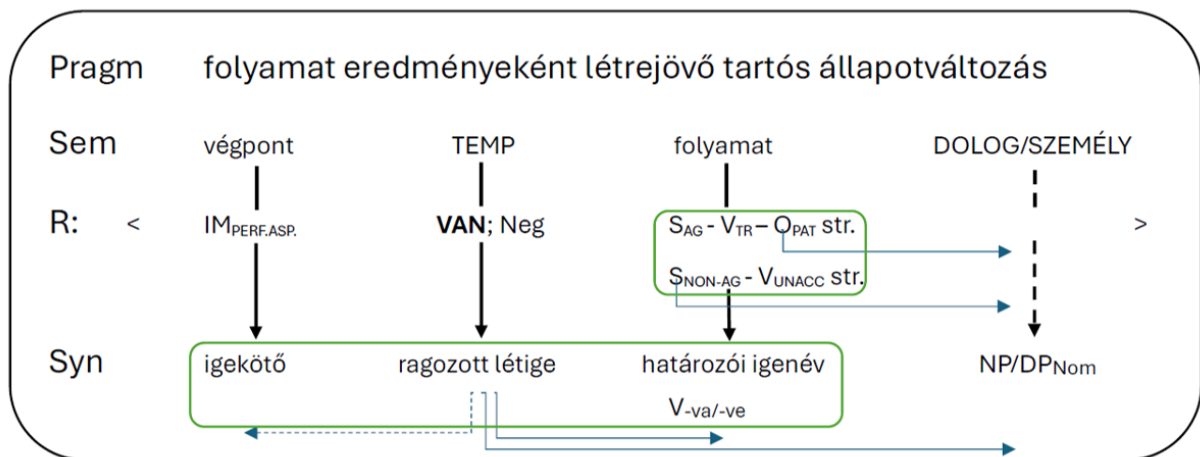 Pragm folyamat eredményeként létrejövő tartós állapotváltozás
Sem végpont TEMP folyamat DOLOG/SZEMÉLY
R: < IMPERF.ASP. VAN; Neg SAG - VTR – OPAT str. >
SNON-AG - VUNACC str.
Syn igekötő ragozott létige határozói igenév NP/DPNom
V-va/-ve